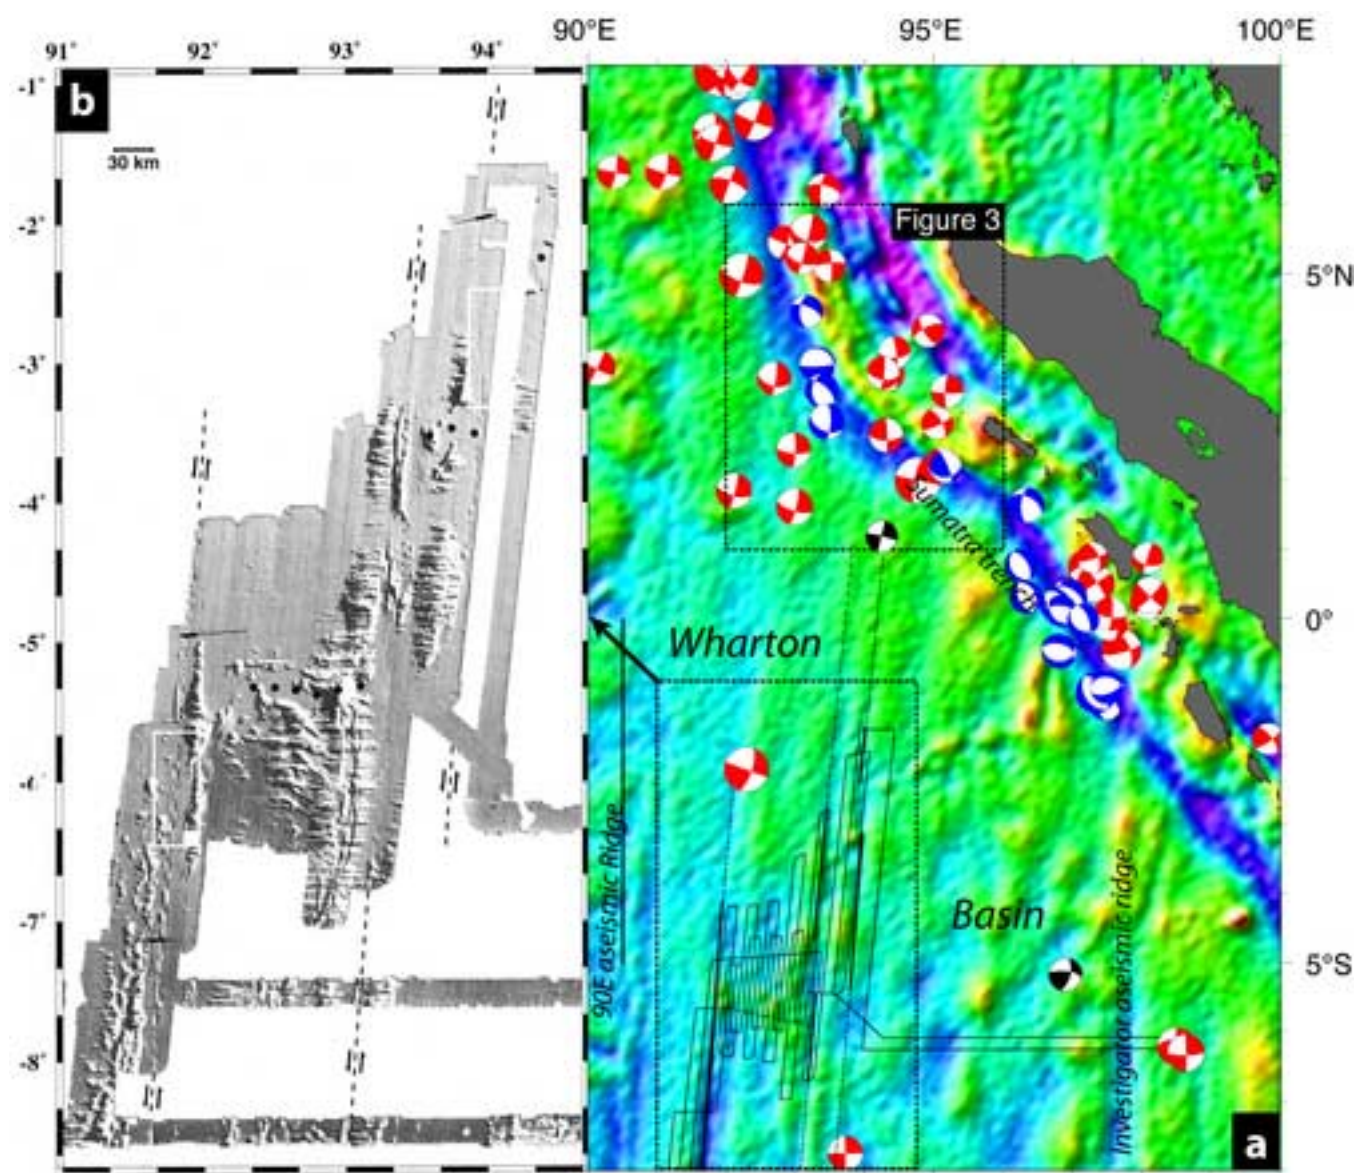 90°E 95°E 100°E
91° 92° 93° 94°
b
30 km
-1°
-2°
-3°
-4°
-5°
-6°
-7°
-8°
Figure 3
5°N
Sumatra trench
0°
Wharton
90E aseismic Ridge
Basin
Investigator aseismic ridge
5°S
a